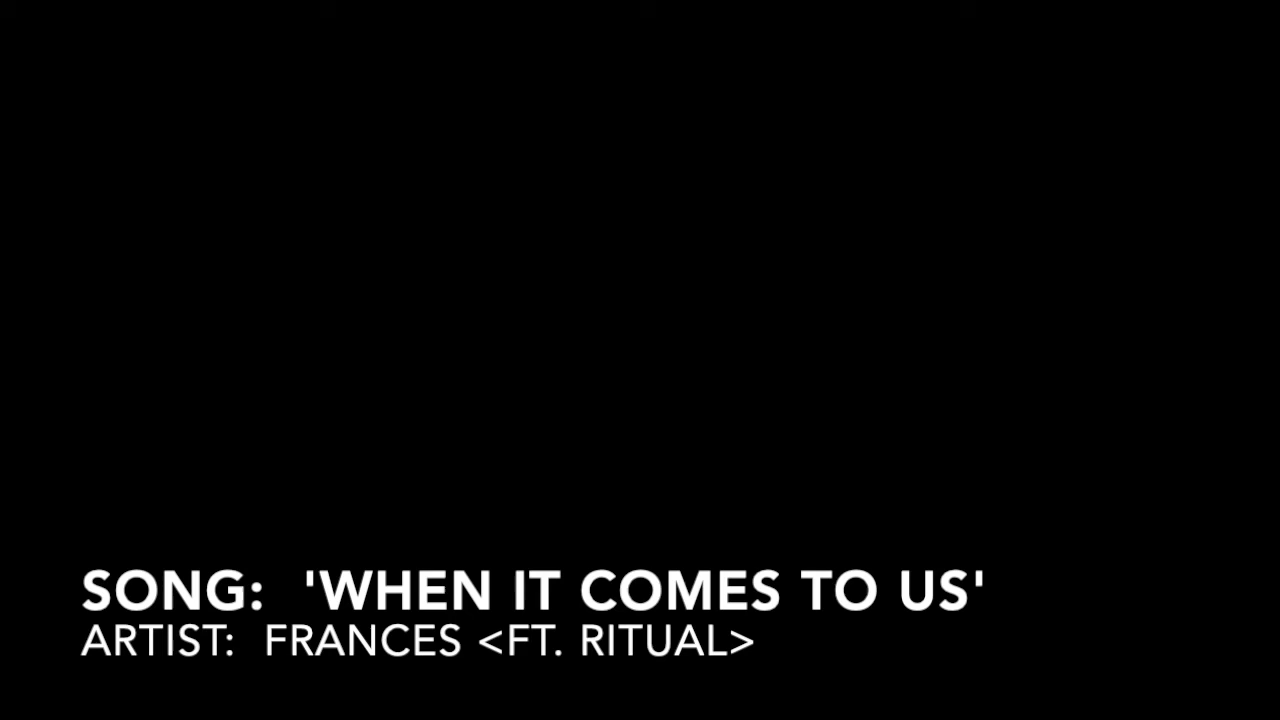 SONG:  'WHEN IT COMES TO US'
ARTIST:  FRANCES <FT. RITUAL>